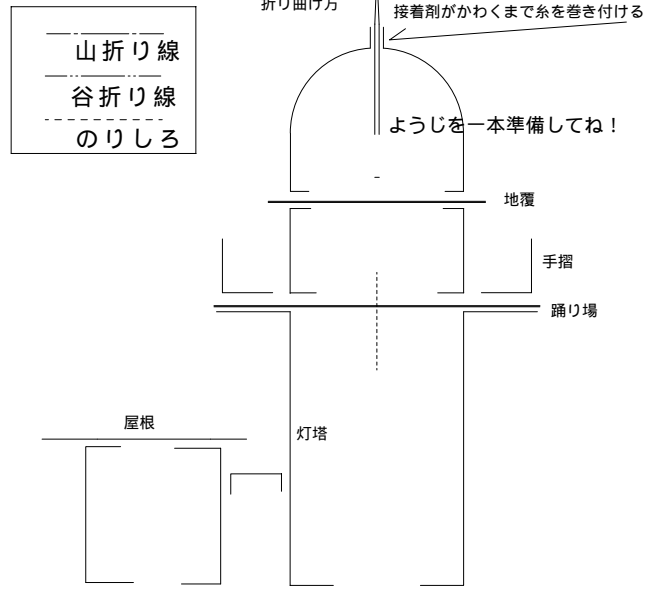 折り曲げ方
接着剤がかわくまで糸を巻き付ける
山折り線
谷折り線
のりしろ
ようじを一本準備してね！
地覆
手摺
踊り場
屋根
灯塔